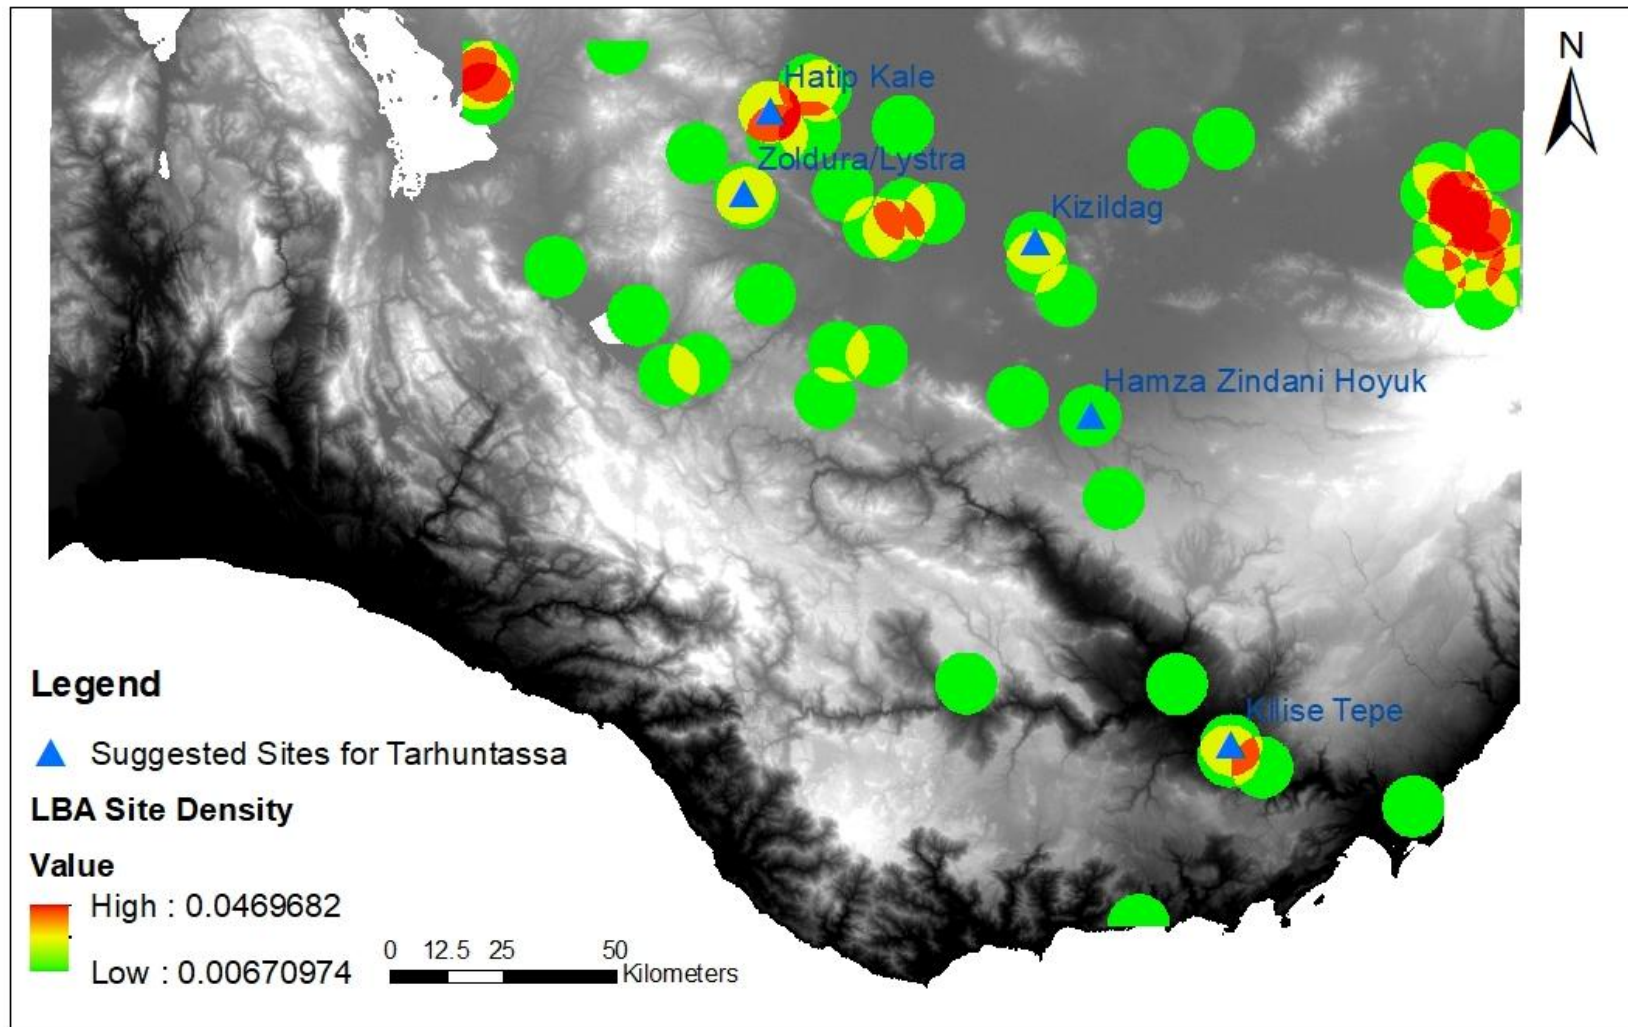 N
Hatip Kale
Zoldura/Lystra
Kizildag
Hamza Zindani Hoyuk
Kilise Tepe
Legend
Suggested Sites for Tarhuntassa
LBA Site Density
Value
High : 0.0469682
Low : 0.00670974
0 12.5 25 50
Kilometers